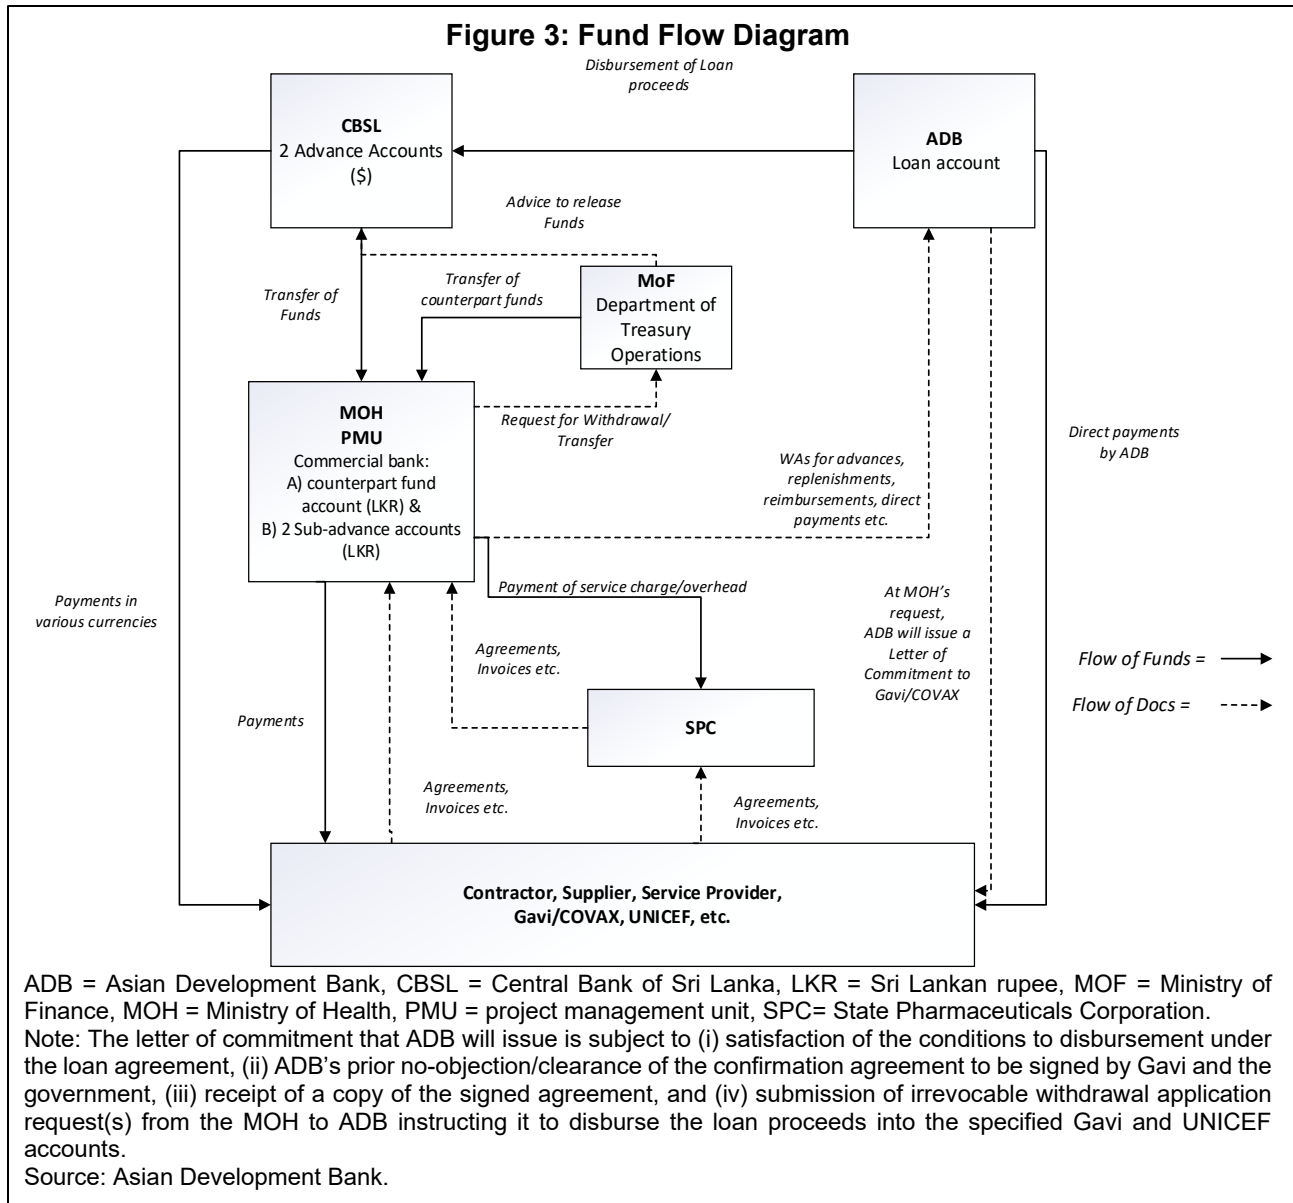 Figure 3: Fund Flow Diagram
Disbursement of Loan
proceeds
CBSL
2 Advance Accounts
($)
ADB
Loan account
Advice to release
Funds
MoF
Department of
Treasury
Operations
Transfer of
counterpart funds
Transfer of
Funds
MOH
PMU
Commercial bank:
A) counterpart fund
account (LKR) &
B) 2 Sub-advance accounts
(LKR)
Request for Withdrawal/
Transfer
Direct payments
by ADB
WAs for advances,
replenishments,
reimbursements, direct
payments etc.
Payment of service charge/overhead
Payments in
various currencies
At MOH's
request,
ADB will issue a
Letter of
Commitment to
Gavi/COVAX
Agreements,
Invoices etc.
Flow of Funds =
Flow of Docs =
SPC
Payments
Agreements,
Invoices etc.
Agreements,
Invoices etc.
Contractor, Supplier, Service Provider,
Gavi/COVAX, UNICEF, etc.
ADB = Asian Development Bank, CBSL = Central Bank of Sri Lanka, LKR = Sri Lankan rupee, MOF = Ministry of
Finance, MOH = Ministry of Health, PMU = project management unit, SPC= State Pharmaceuticals Corporation.
Note: The letter of commitment that ADB will issue is subject to (i) satisfaction of the conditions to disbursement under
the loan agreement, (ii) ADB's prior no-objection/clearance of the confirmation agreement to be signed by Gavi and the
government, (iii) receipt of a copy of the signed agreement, and (iv) submission of irrevocable withdrawal application
request(s) from the MOH to ADB instructing it to disburse the loan proceeds into the specified Gavi and UNICEF
accounts.
Source: Asian Development Bank.